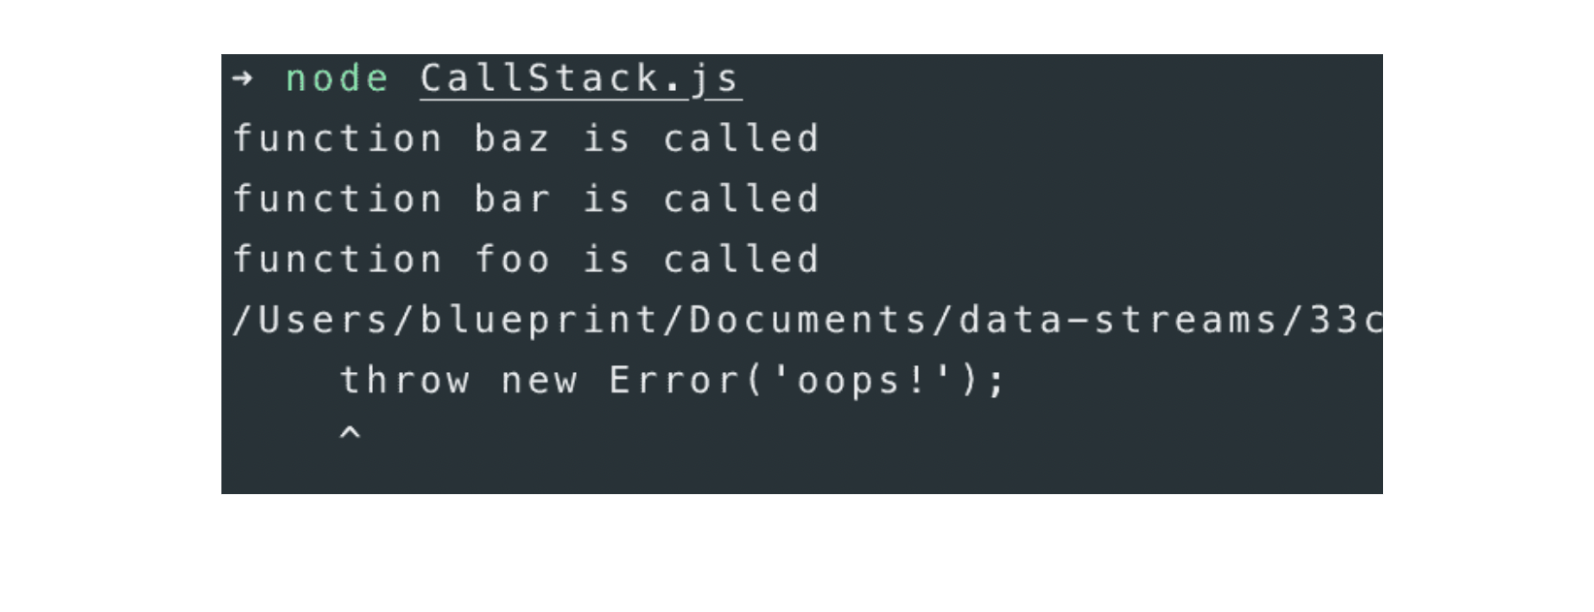 → node CallStack.js
function baz is called
function bar is called
function foo is called
/Users/blueprint/Documents/data-streams/33c
    throw new Error('oops!');
    ^